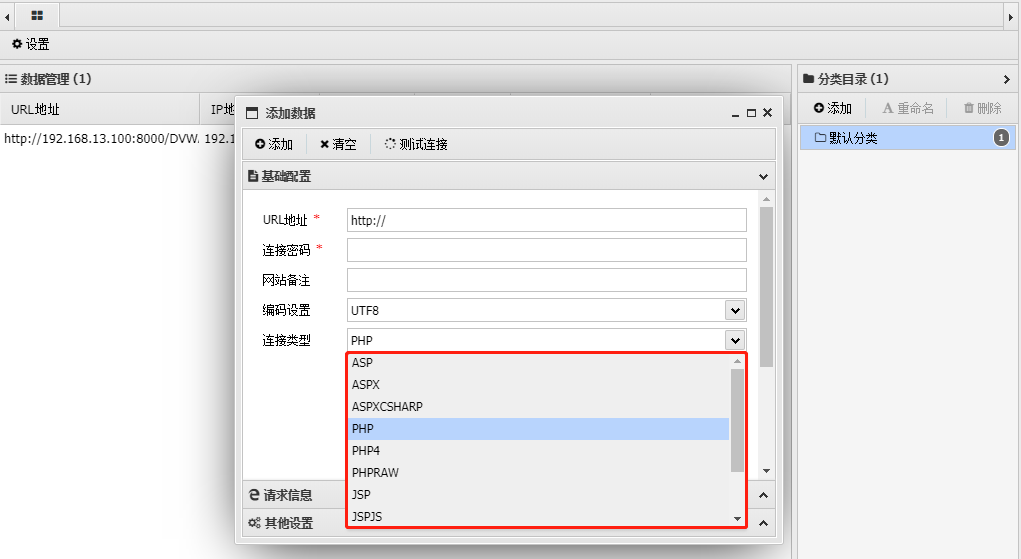 设置
数据管理 (1)
URL地址
IP地
http://192.168.13.100:8000/DVW.
192.1
添加数据
添加
清空
测试连接
基础配置
URL地址 *
http://
连接密码 *
网站备注
编码设置
UTF8
连接类型
PHP
ASP
ASPX
ASPXCSHARP
PHP
PHP4
PHPRAW
JSP
JSPJS
请求信息
其他设置
分类目录 (1)
添加
重命名
删除
默认分类
1